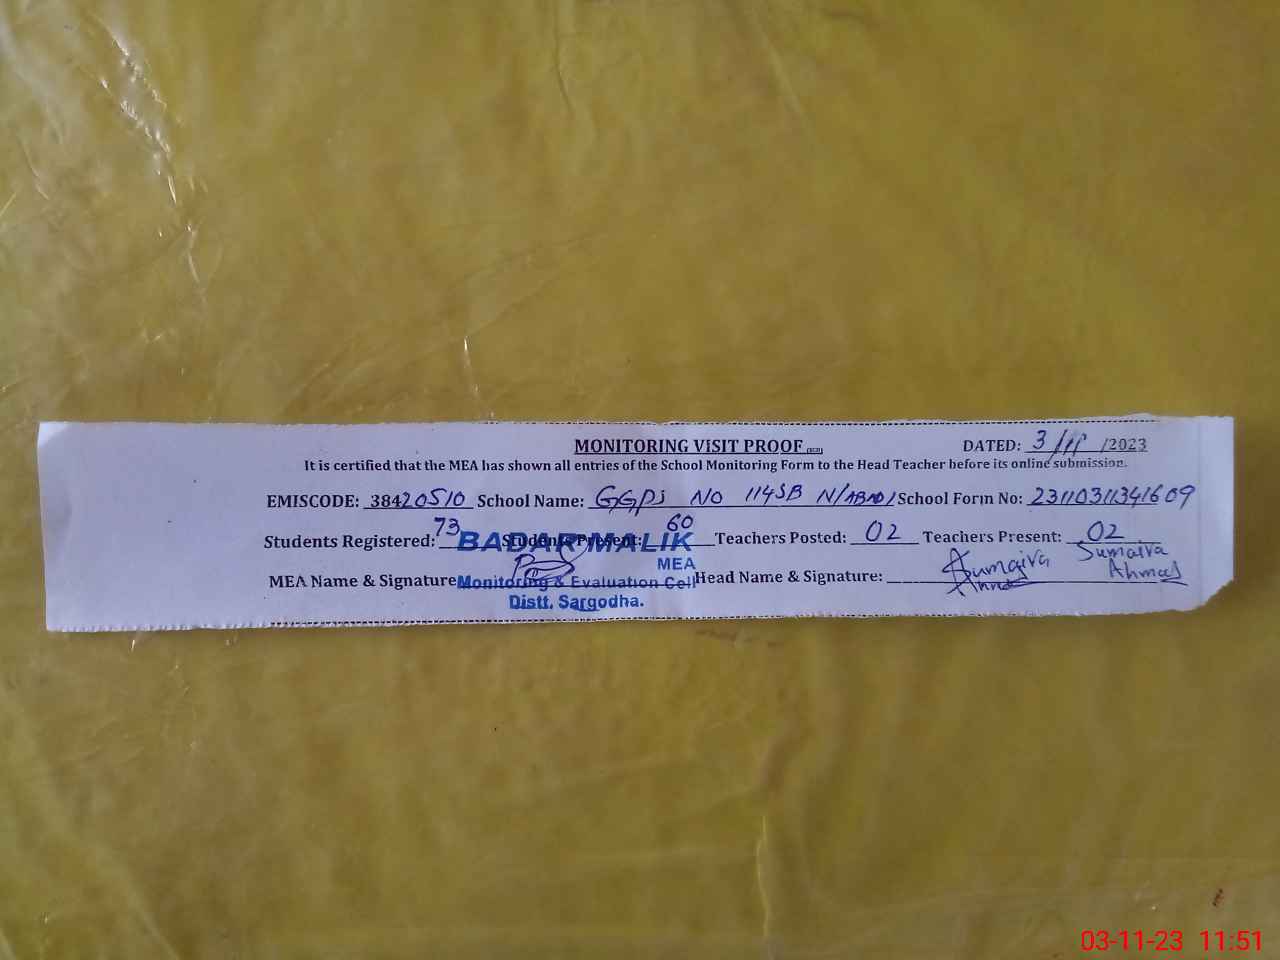 MONITORING VISIT PROOF DATED: 3/11/2023
It is certified that the MEA has shown all entries of the School Monitoring Form to the Head Teacher before its online submission.
EMISCODE: 38420510 School Name: GGPS NO 114SB N/ABADI School Form No: 23110311341609
Students Registered: 73 Students Present: 60 Teachers Posted: 02 Teachers Present: 02
BADAR MALIK
MEA
MEA Name & Signature Monitoring & Evaluation Cell Head Name & Signature: Sumaira Sumaira Ahmad
Distt. Sargodha.
03-11-23 11:51